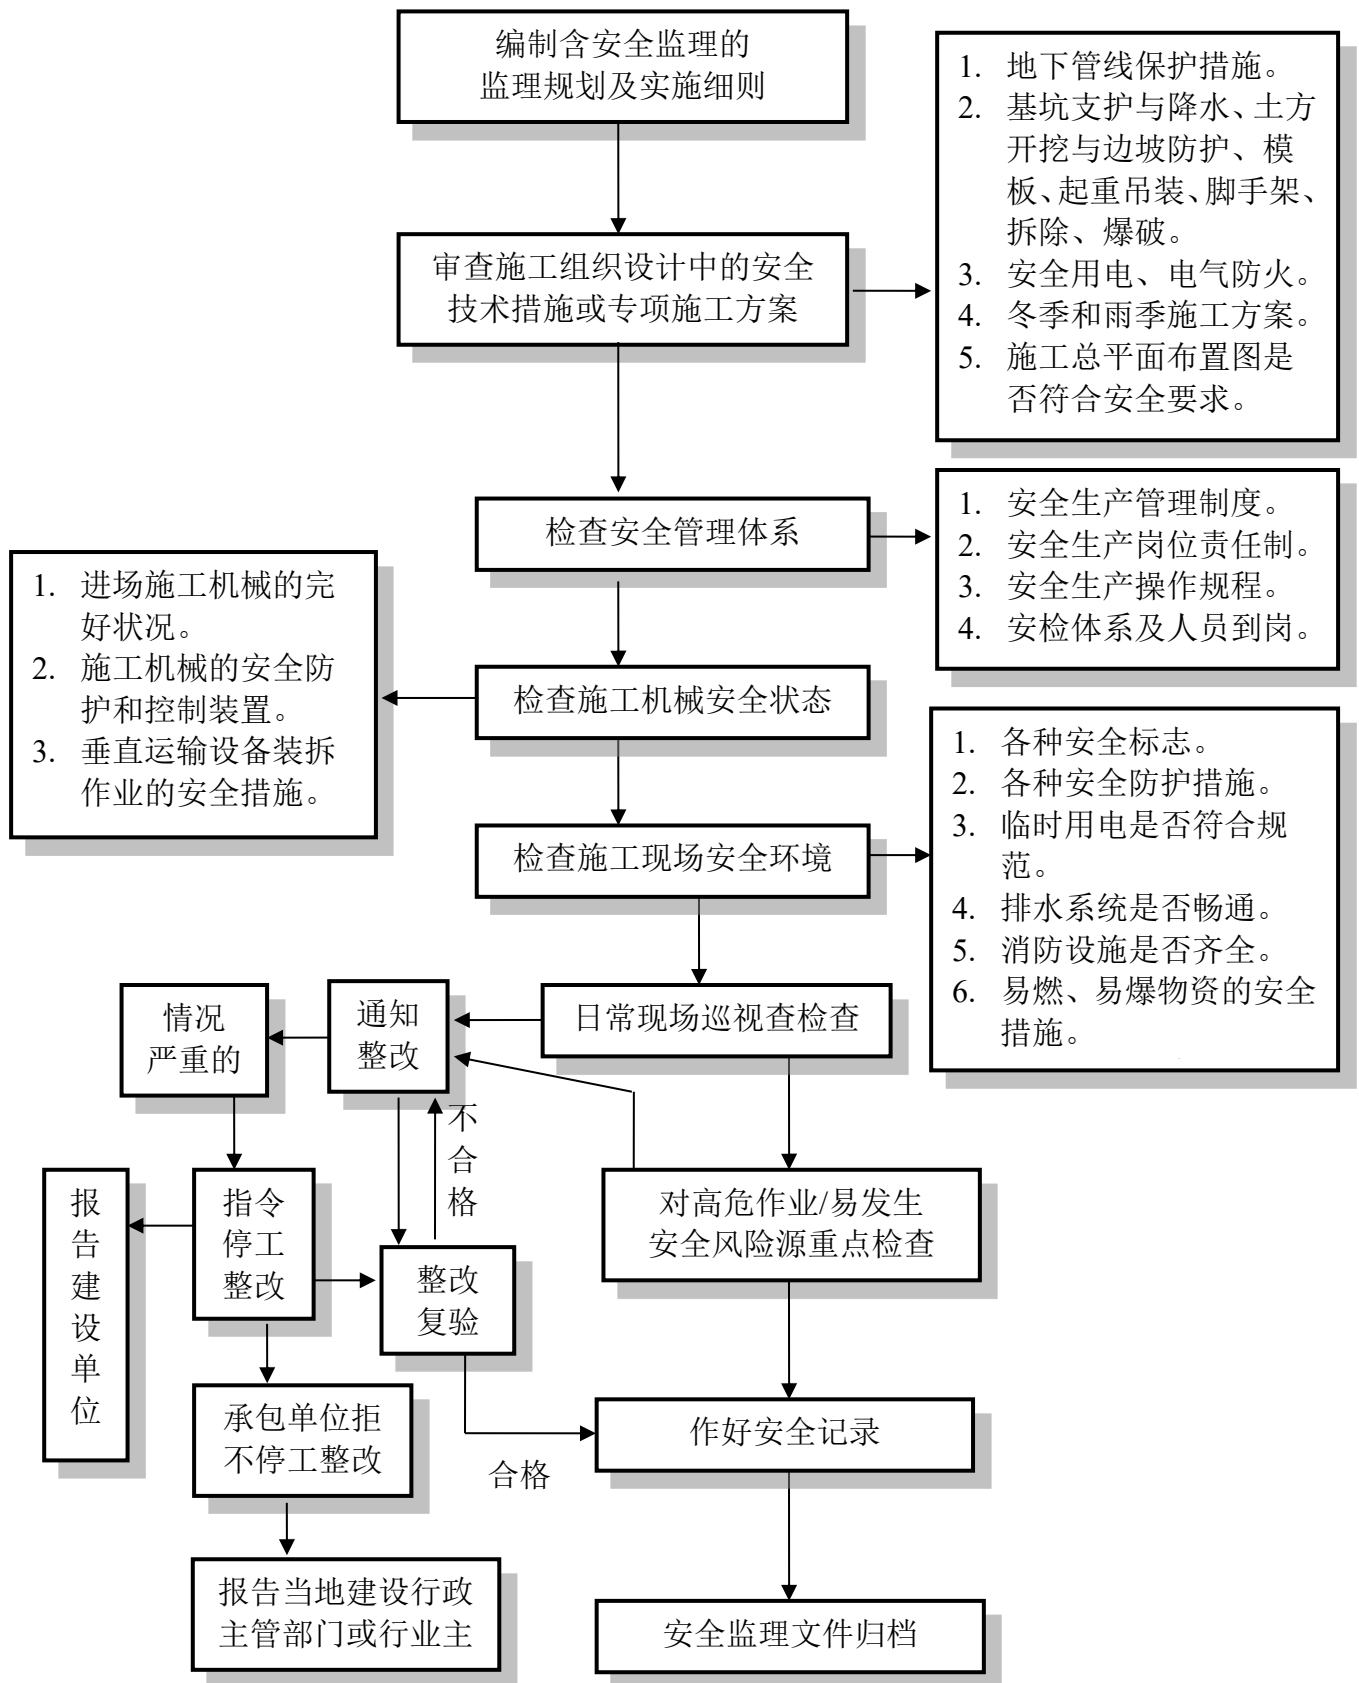 编制含安全监理的
监理规划及实施细则
1. 地下管线保护措施。
2. 基坑支护与降水、土方
开挖与边坡防护、模
板、起重吊装、脚手架、
拆除、爆破。
3. 安全用电、电气防火。
4. 冬季和雨季施工方案。
5. 施工总平面布置图是
否符合安全要求。
审查施工组织设计中的安全
技术措施或专项施工方案
检查安全管理体系
1. 安全生产管理制度。
2. 安全生产岗位责任制。
3. 安全生产操作规程。
4. 安检体系及人员到岗。
1. 进场施工机械的完
好状况。
2. 施工机械的安全防
护和控制装置。
3. 垂直运输设备装拆
作业的安全措施。
检查施工机械安全状态
1. 各种安全标志。
2. 各种安全防护措施。
3. 临时用电是否符合规
范。
4. 排水系统是否畅通。
5. 消防设施是否齐全。
6. 易燃、易爆物资的安全
措施。
检查施工现场安全环境
日常现场巡视查检查
通知
整改
情况
严重的
不
合
格
对高危作业/易发生
安全风险源重点检查
报
告
建
设
单
位
指令
停工
整改
整改
复验
承包单位拒
不停工整改
合格
作好安全记录
报告当地建设行政
主管部门或行业主
安全监理文件归档